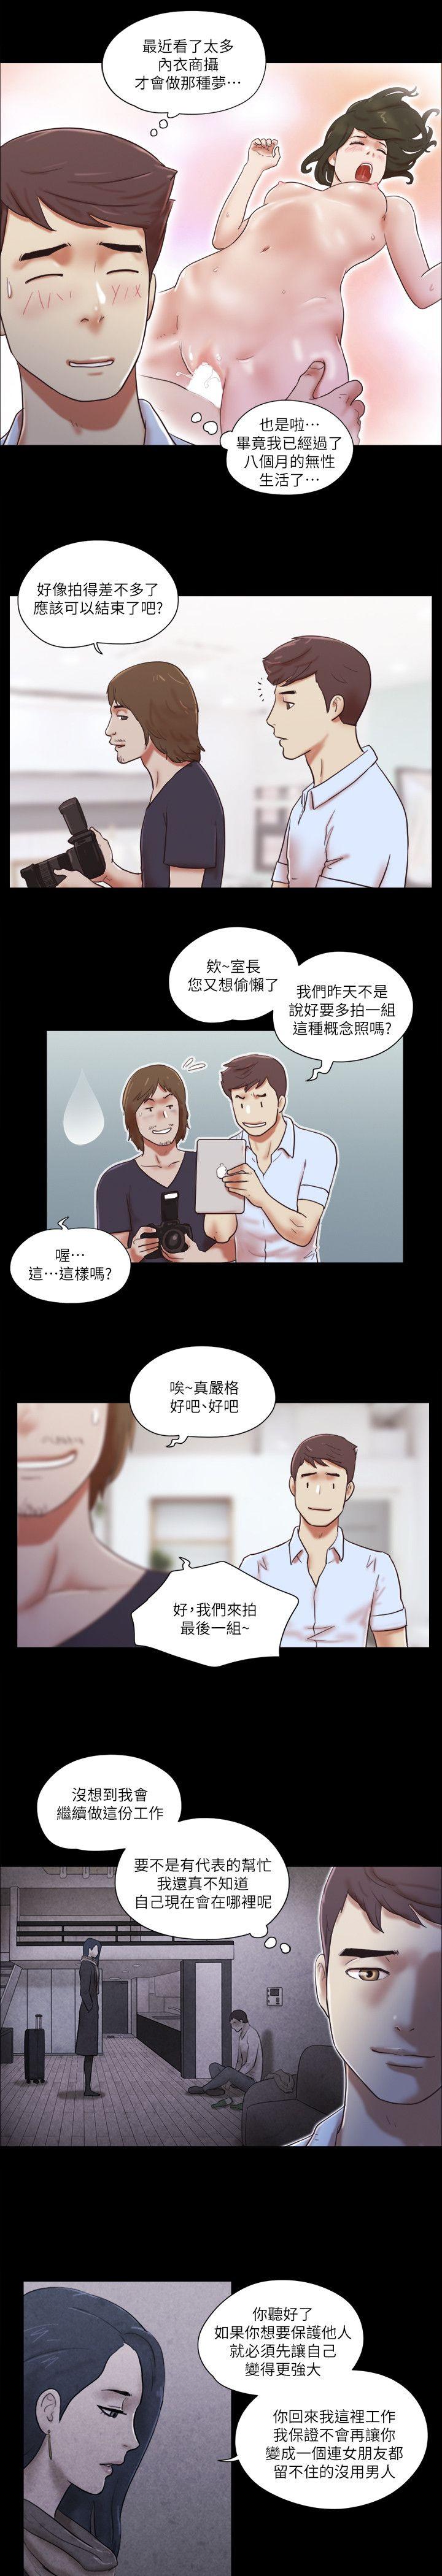 最近看了太多
內衣商攝
才會做那種夢…
也是啦…
畢竟我已經過了
八個月的無性
生活了…
好像拍得差不多了
應該可以結束了吧?
欸~室長
您又想偷懶了
我們昨天不是
說好要多拍一組
這種概念照嗎?
喔…
這…這樣嗎?
唉~真嚴格
好吧、好吧
好,我們來拍
最後一組~
沒想到我會
繼續做這份工作
要不是有代表的幫忙
我還真不知道
自己現在會在哪裡呢
你聽好了
如果你想要保護他人
就必須先讓自己
變得更強大
你回來我這裡工作
我保證不會再讓你
變成一個連女朋友都
留不住的沒用男人